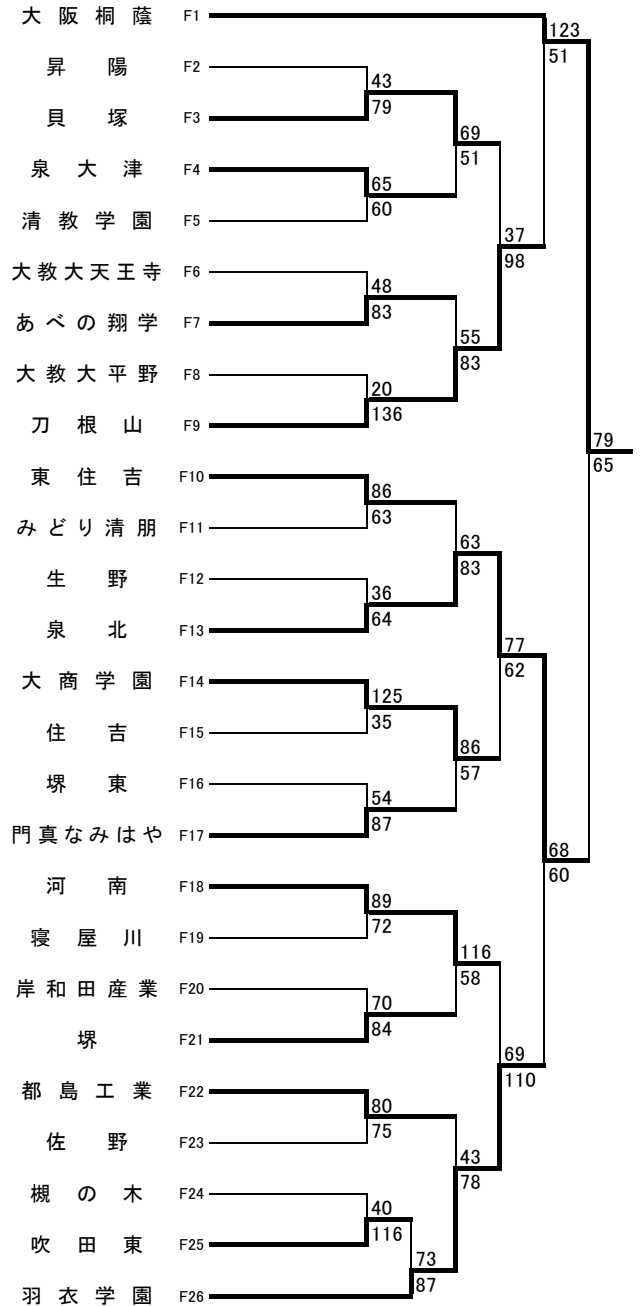 大阪桐蔭 F1
123
51
昇陽 F2
43
79
貝塚 F3
69
51
泉大津 F4
65
60
清教学園 F5
37
98
大教大天王寺 F6
48
83
あべの翔学 F7
55
83
大教大平野 F8
20
136
刀根山 F9
79
65
東住吉 F10
86
63
みどり清朋 F11
63
83
生野 F12
36
64
泉北 F13
77
62
大商学園 F14
125
35
住吉 F15
86
57
堺東 F16
54
87
門真なみはや F17
68
60
河南 F18
89
72
寝屋川 F19
116
58
岸和田産業 F20
70
84
堺 F21
69
110
都島工業 F22
80
75
佐野 F23
43
78
槻の木 F24
40
116
吹田東 F25
73
87
羽衣学園 F26